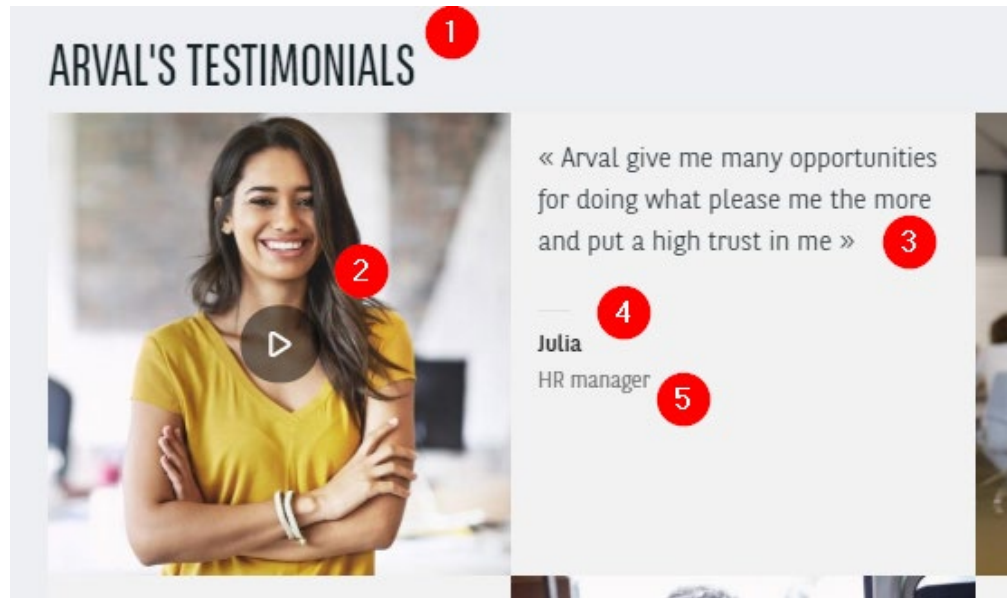 ARVAL'S TESTIMONIALS
1
2
« Arval give me many opportunities
for doing what please me the more
and put a high trust in me »
3
4
Julia
HR manager
5